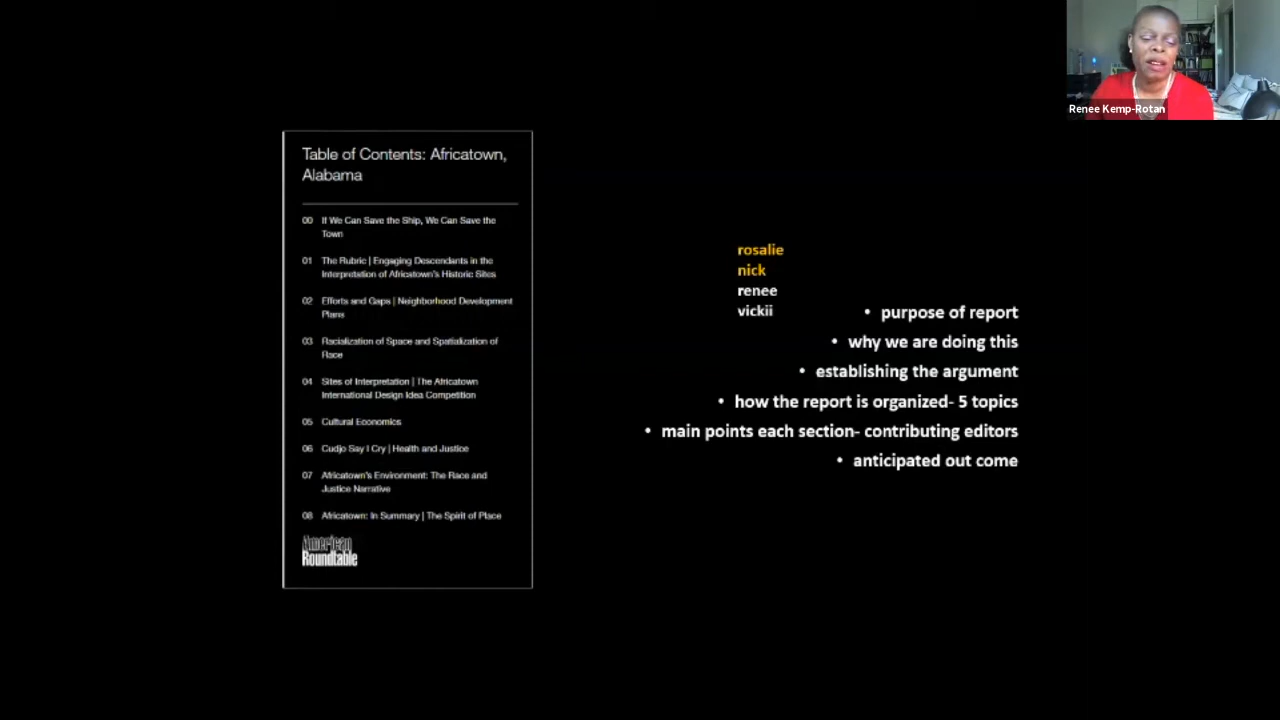 Renee Kemp-Rotan
Table of Contents: Africatown,
Alabama
00 If We Can Save the Ship, We Can Save the
Town
01 The Rubric | Engaging Descendants in the
Interpretation of Africatown's Historic Sites
02 Efforts and Gaps | Neighborhood Development
Plans
03 Racialization of Space and Spatialization of
Race
04 Sites of Interpretation | The Africatown
International Design Idea Competition
05 Cultural Economics
06 Cudjo Say I Cry | Health and Justice
07 Africatown's Environment: The Race and
Justice Narrative
08 Africatown: In Summary | The Spirit of Place
American
Roundtable
rosalie
nick
renee
vickii
• purpose of report
• why we are doing this
• establishing the argument
• how the report is organized- 5 topics
• main points each section- contributing editors
• anticipated out come